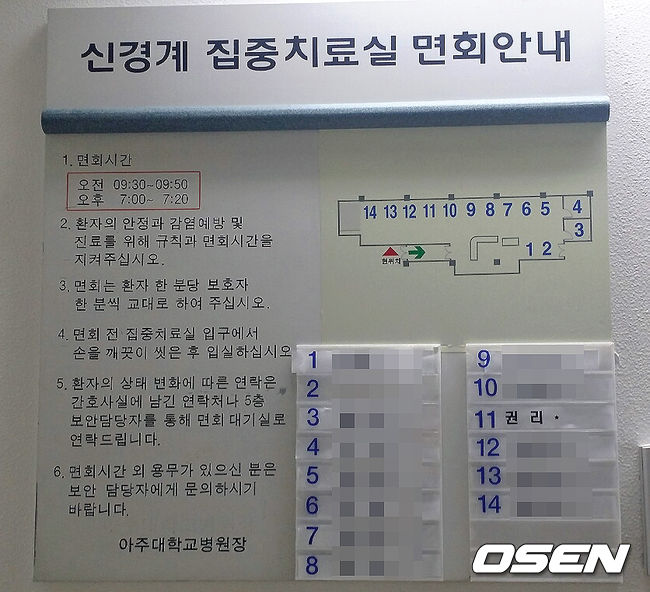 신경계 집중치료실 면회안내
1. 면회시간
오전 09:30~09:50
오후 7:00~ 7:20
2. 환자의 안정과 감염예방 및
진료를 위해 규칙과 면회시간을
지켜주십시오.
3. 면회는 환자 한 분당 보호자
한 분씩 교대로 하여 주십시오.
4. 면회 전 집중치료실 입구에서
손을 깨끗이 씻은 후 입실하십시오
5. 환자의 상태 변화에 따른 연락은
간호사실에 남긴 연락처나 5층
보안담당자를 통해 면회 대기실로
연락드립니다.
6. 면회시간 외 용무가 있으신 분은
보안 담당자에게 문의하시기
바랍니다.
아주대학교병원장
14 13 12 11 10 9 8 7 6 5 4
3
1 2
현위치
1
2
3
4
5
6
7
8
9
10
11 권 리 *
12
13
14
OSEN